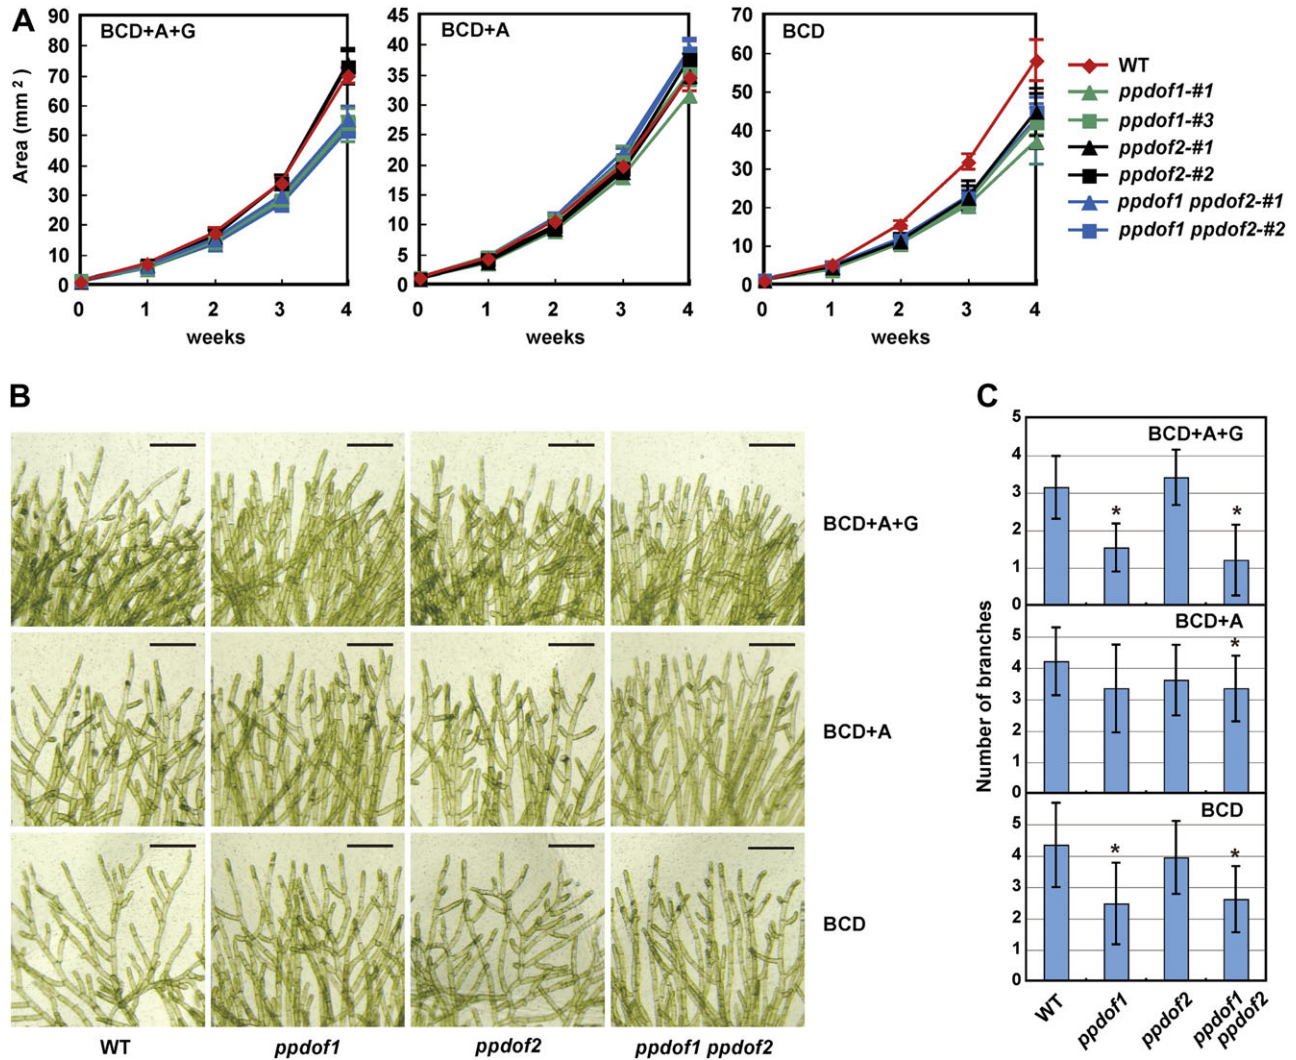 A
BCD+A+G
Area (mm²)
90
80
70
60
50
40
30
20
10
0
0 1 2 3 4
weeks
BCD+A
45
40
35
30
25
20
15
10
5
0
0 1 2 3 4
weeks
BCD
70
60
50
40
30
20
10
0
0 1 2 3 4
weeks
WT
ppdof1-#1
ppdof1-#3
ppdof2-#1
ppdof2-#2
ppdof1 ppdof2-#1
ppdof1 ppdof2-#2
B
BCD+A+G
BCD+A
BCD
WT ppdof1 ppdof2 ppdof1 ppdof2
C
Number of branches
BCD+A+G
5
4
3
2
1
0
* *
BCD+A
5
4
3
2
1
0
*
BCD
5
4
3
2
1
0
* *
WT
ppdof1
ppdof2
ppdof1
ppdof2